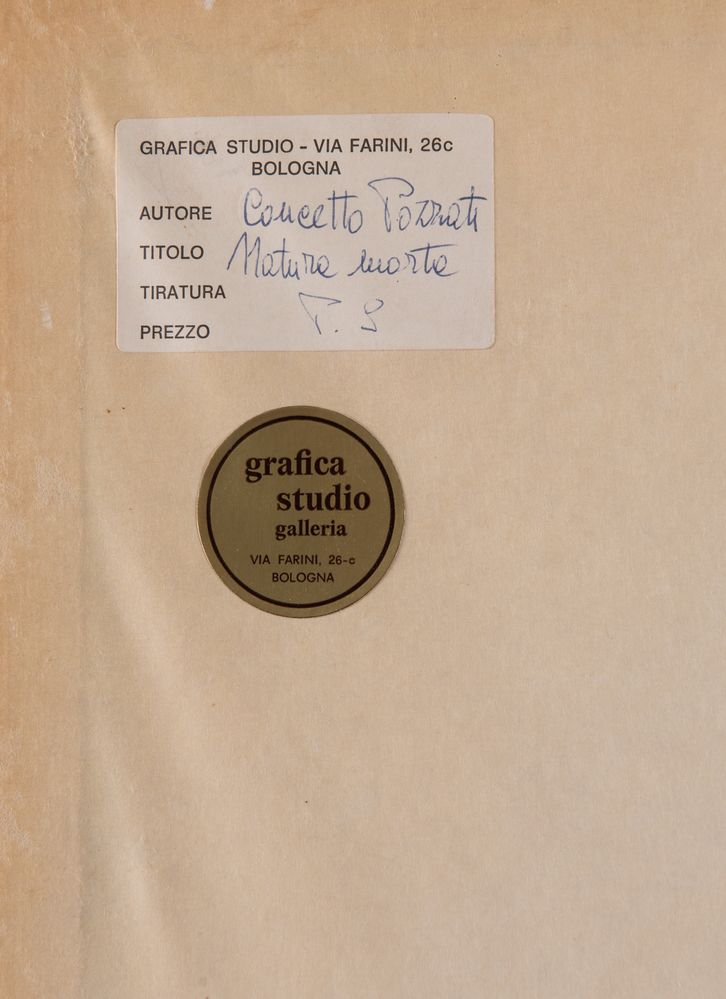 GRAFICA STUDIO - VIA FARINI, 26c
BOLOGNA
AUTORE Concetto Pozzati
TITOLO Natura morta
TIRATURA P. S
PREZZO
grafica
studio
galleria
VIA FARINI, 26-c
BOLOGNA